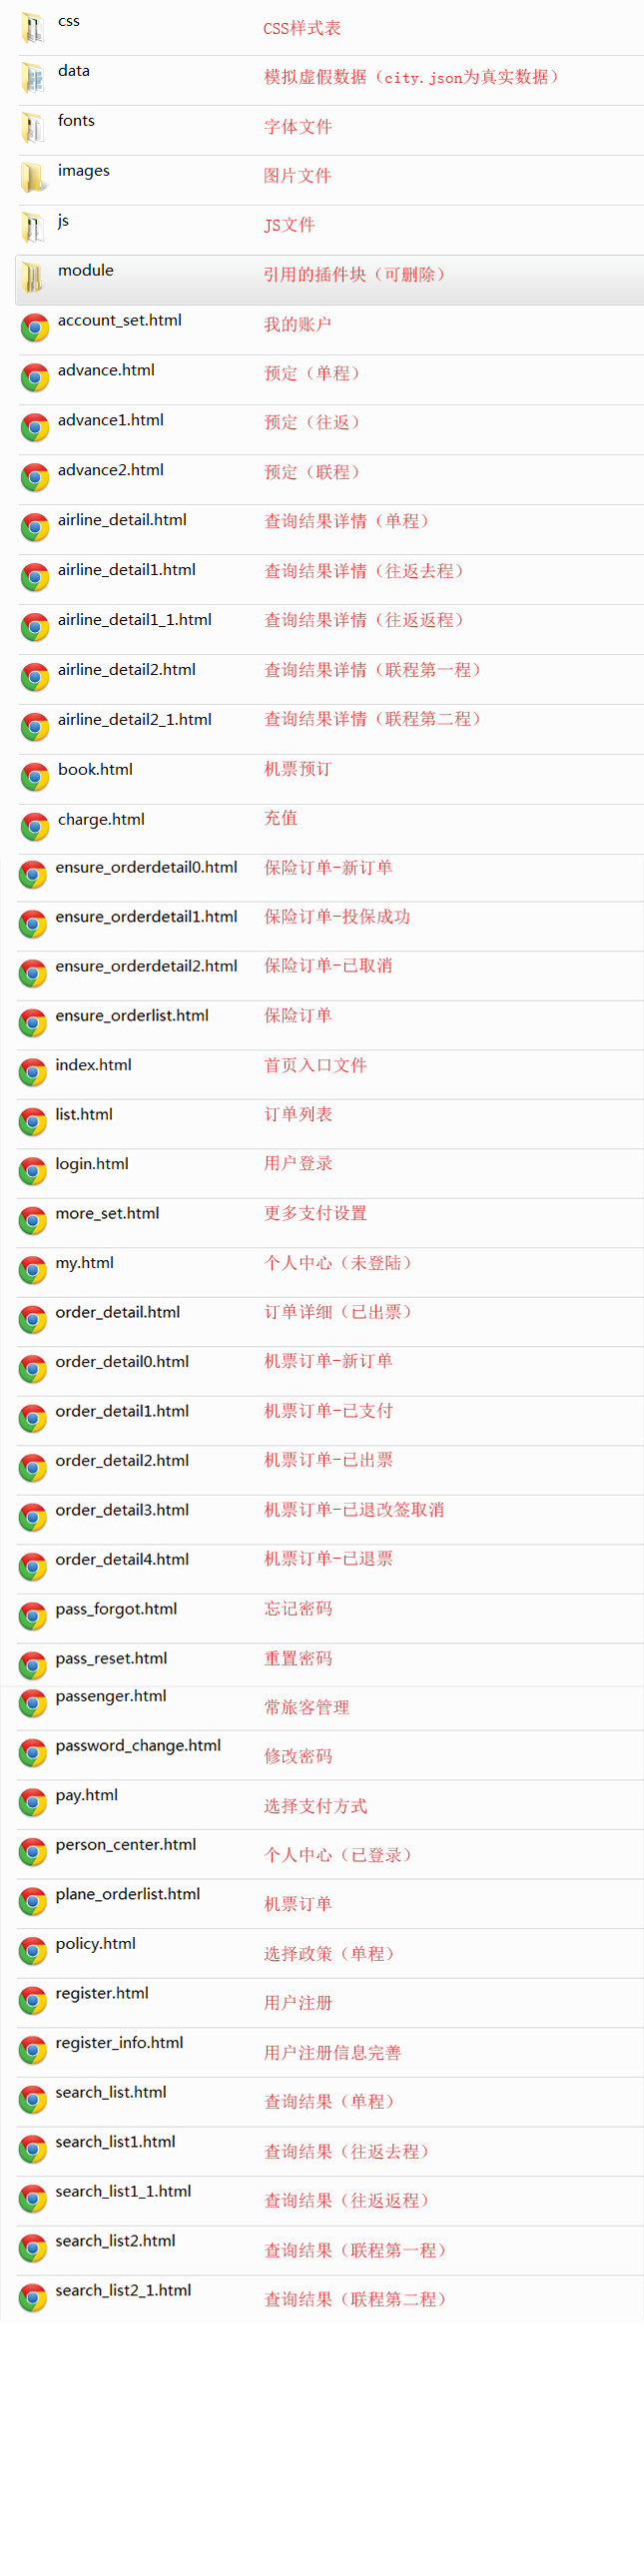 css CSS样式表
data 模拟虚假数据（city.json为真实数据）
fonts 字体文件
images 图片文件
js JS文件
module 引用的插件块（可删除）
account_set.html 我的账户
advance.html 预定（单程）
advance1.html 预定（往返）
advance2.html 预定（联程）
airline_detail.html 查询结果详情（单程）
airline_detail1.html 查询结果详情（往返去程）
airline_detail1_1.html 查询结果详情（往返返程）
airline_detail2.html 查询结果详情（联程第一程）
airline_detail2_1.html 查询结果详情（联程第二程）
book.html 机票预订
charge.html 充值
ensure_orderdetail0.html 保险订单-新订单
ensure_orderdetail1.html 保险订单-投保成功
ensure_orderdetail2.html 保险订单-已取消
ensure_orderlist.html 保险订单
index.html 首页入口文件
list.html 订单列表
login.html 用户登录
more_set.html 更多支付设置
my.html 个人中心（未登陆）
order_detail.html 订单详细（已出票）
order_detail0.html 机票订单-新订单
order_detail1.html 机票订单-已支付
order_detail2.html 机票订单-已出票
order_detail3.html 机票订单-已退改签取消
order_detail4.html 机票订单-已退票
pass_forgot.html 忘记密码
pass_reset.html 重置密码
passenger.html 常旅客管理
password_change.html 修改密码
pay.html 选择支付方式
person_center.html 个人中心（已登录）
plane_orderlist.html 机票订单
policy.html 选择政策（单程）
register.html 用户注册
register_info.html 用户注册信息完善
search_list.html 查询结果（单程）
search_list1.html 查询结果（往返去程）
search_list1_1.html 查询结果（往返返程）
search_list2.html 查询结果（联程第一程）
search_list2_1.html 查询结果（联程第二程）